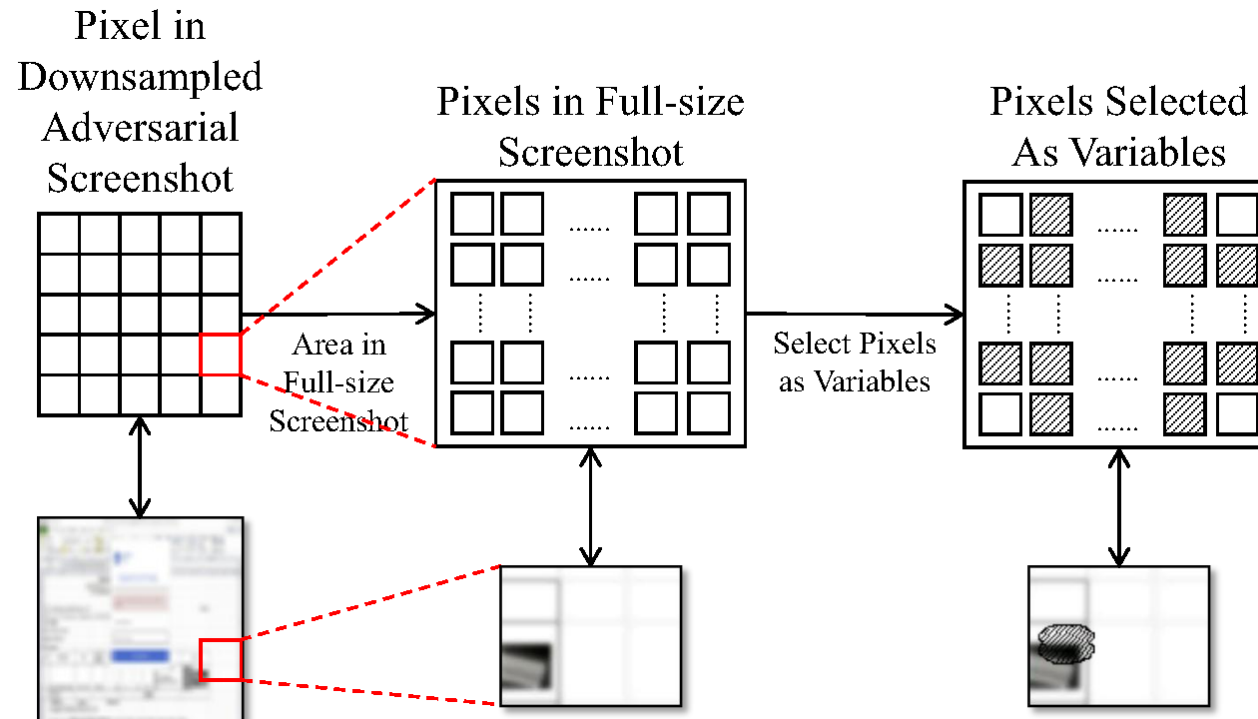 Pixel in
Downsampled
Adversarial
Screenshot
Pixels in Full-size
Screenshot
Pixels Selected
As Variables
Area in
Full-size
Screenshot
Select Pixels
as Variables
......
......
......
......
......
......
......
......